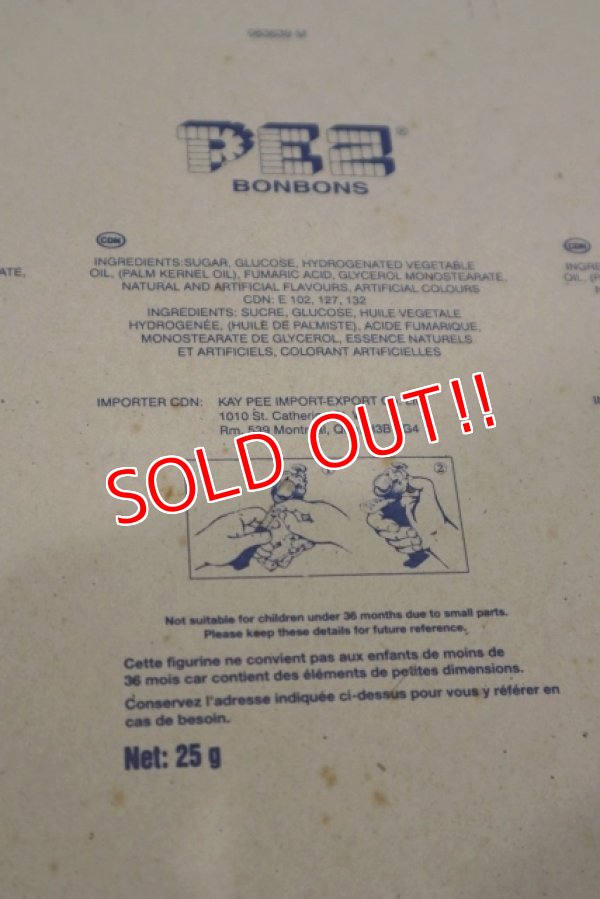 PEZ®
BONBONS
CDN
CDN
INGREDIENTS: SUGAR, GLUCOSE, HYDROGENATED VEGETABLE
OIL, (PALM KERNEL OIL), FUMARIC ACID, GLYCEROL MONOSTEARATE,
NATURAL AND ARTIFICIAL FLAVOURS, ARTIFICIAL COLOURS
CDN: E 102, 127, 132
INGREDIENTS: SUCRE, GLUCOSE, HUILE VEGETALE
HYDROGENÉE, (HUILE DE PALMISTE), ACIDE FUMARIQUE,
MONOSTEARATE DE GLYCEROL, ESSENCE NATURELS
ET ARTIFICIELS, COLORANT ARTIFICIELLES
IMPORTER CDN: KAY PEE IMPORT-EXPORT
1010 St.
Rm. 539
SOLD OUT!!
②
Not suitable for children under 36 months due to small parts.
Please keep these details for future reference.
Cette figurine ne convient pas aux enfants de moins de
36 mois car contient des éléments de petites dimensions.
Conservez l'adresse indiquée ci-dessus pour vous y référer en
cas de besoin.
Net: 25 g